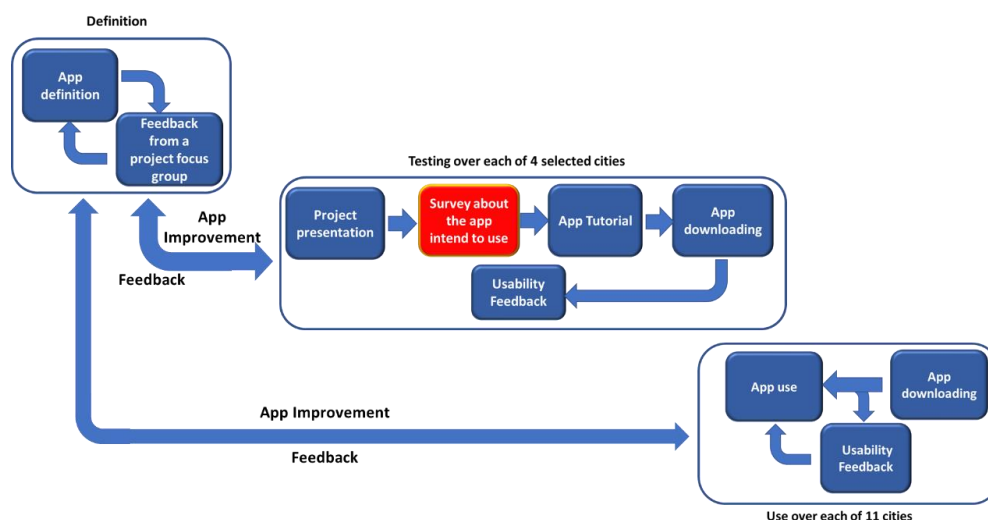 Definition
App
definition
Feedback
from a
project focus
group
Testing over each of 4 selected cities
Project
presentation
Survey about
the app
intend to use
App Tutorial
App
downloading
Usability
Feedback
App
Improvement
Feedback
App Improvement
Feedback
App use
App
downloading
Usability
Feedback
Use over each of 11 cities